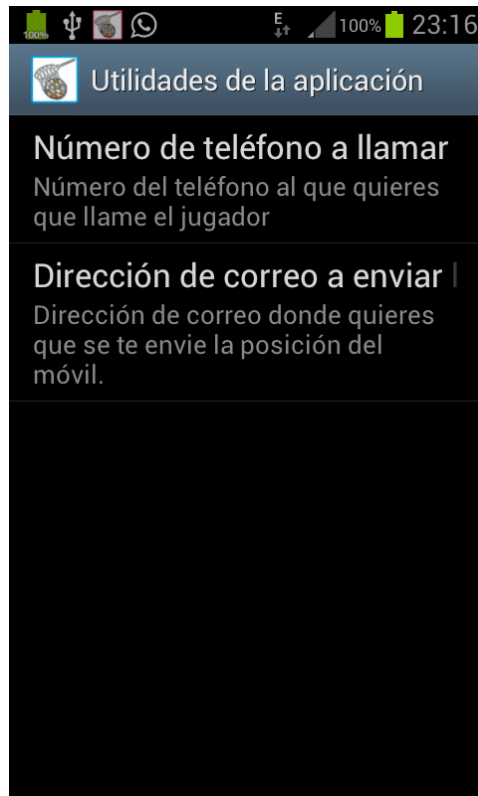 100%
E
100%
23:16
Utilidades de la aplicación
Número de teléfono a llamar
Número del teléfono al que quieres
que llame el jugador
Dirección de correo a enviar
Dirección de correo donde quieres
que se te envie la posición del
móvil.